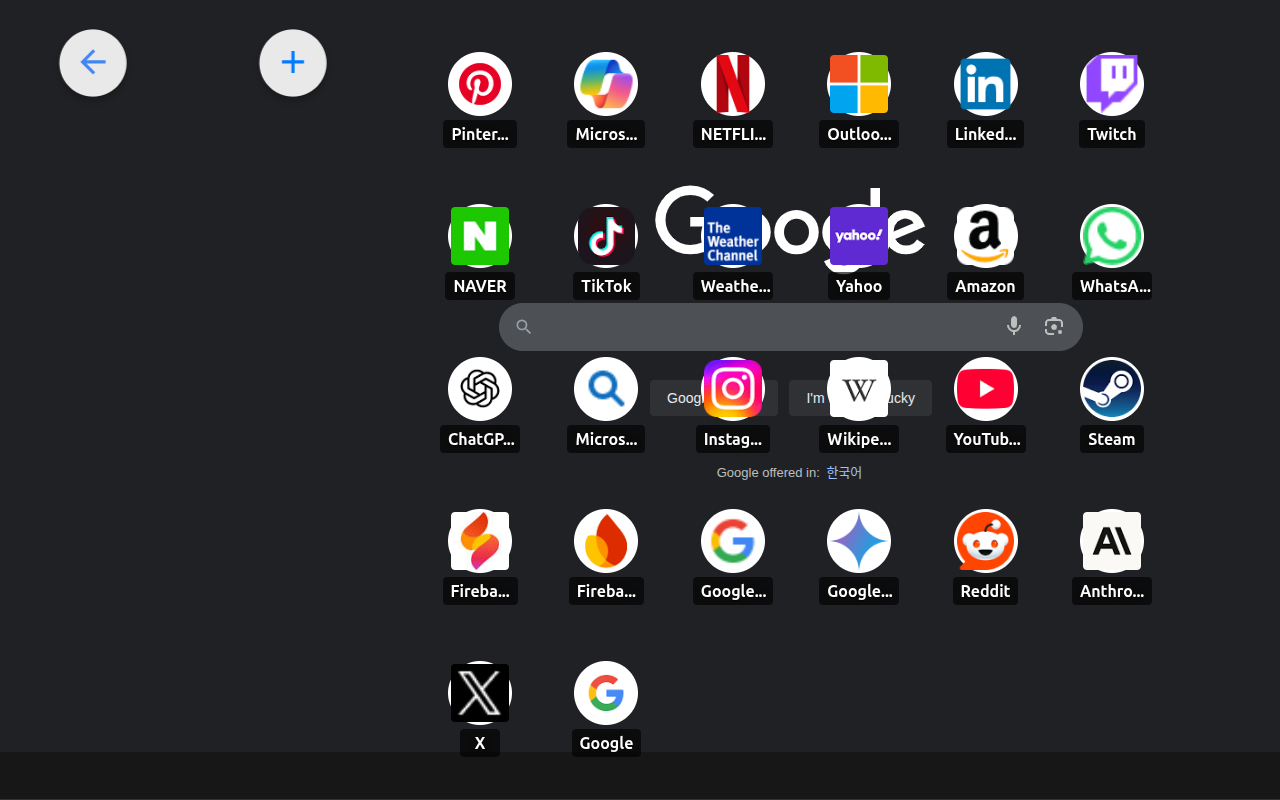 Pinter...
Micros...
NETFLI...
Outloo...
Linked...
Twitch
Google
The
Weather
Channel
yahoo!
NAVER
TikTok
Weathe...
Yahoo
Amazon
WhatsA...
I'm
ucky
ChatGP...
Micros...
Instag...
Wikipe...
YouTub...
Steam
Google offered in: 한국어
Fireba...
Fireba...
Google...
Google...
Reddit
Anthro...
X
Google